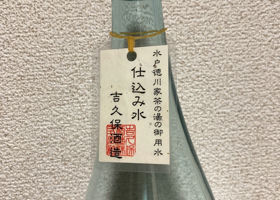 水戸徳川家茶の湯の御用水
仕込み水
吉久保酒造